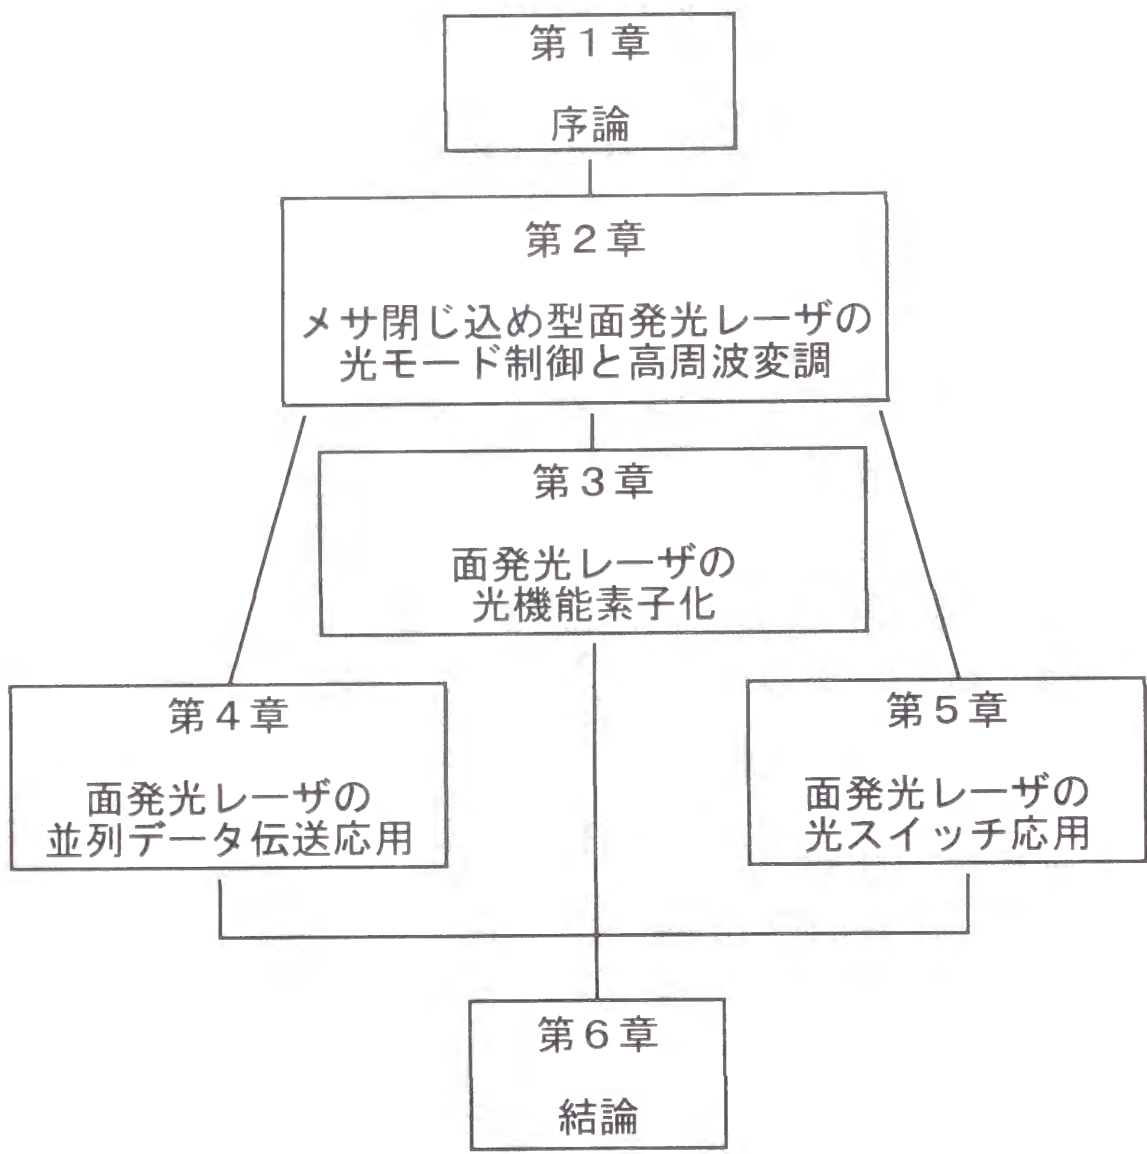 第１章
序論
第２章
メサ閉じ込め型面発光レーザの
光モード制御と高周波変調
第３章
面発光レーザの
光機能素子化
第４章
面発光レーザの
並列データ伝送応用
第５章
面発光レーザの
光スイッチ応用
第６章
結論